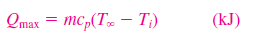 Qmax = mcp(T∞ − Ti)    (kJ)